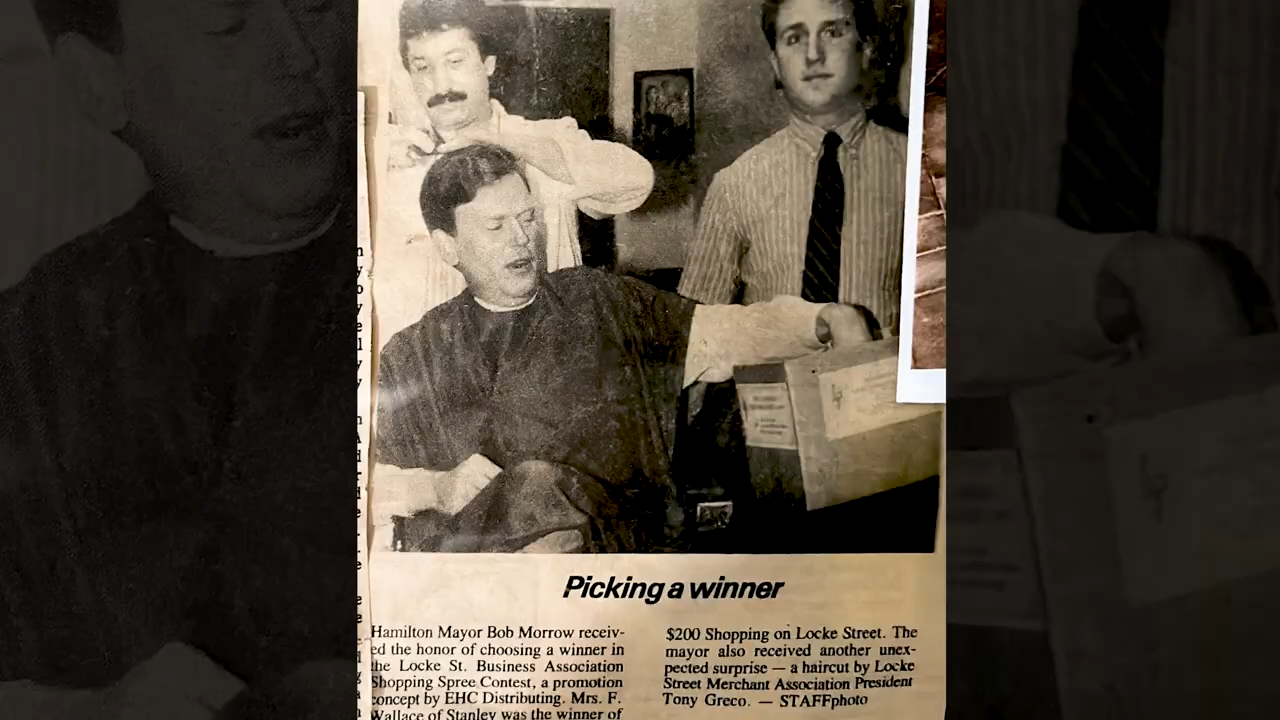 Picking a winner
Hamilton Mayor Bob Morrow receiv-
ed the honor of choosing a winner in
the Locke St. Business Association
Shopping Spree Contest, a promotion
concept by EHC Distributing. Mrs. F.
Wallace of Stanley was the winner of
$200 Shopping on Locke Street. The
mayor also received another unex-
pected surprise — a haircut by Locke
Street Merchant Association President
Tony Greco. — STAFFphoto